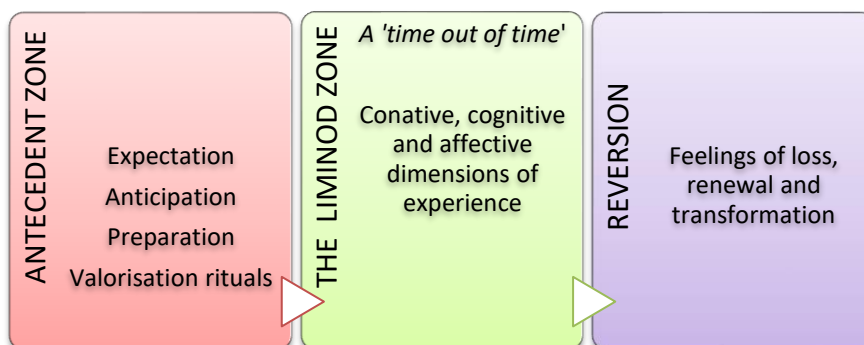 ANTECEDENT ZONE
Expectation
Anticipation
Preparation
Valorisation rituals
THE LIMINOD ZONE
A 'time out of time'
Conative, cognitive
and affective
dimensions of
experience
REVERSION
Feelings of loss,
renewal and
transformation